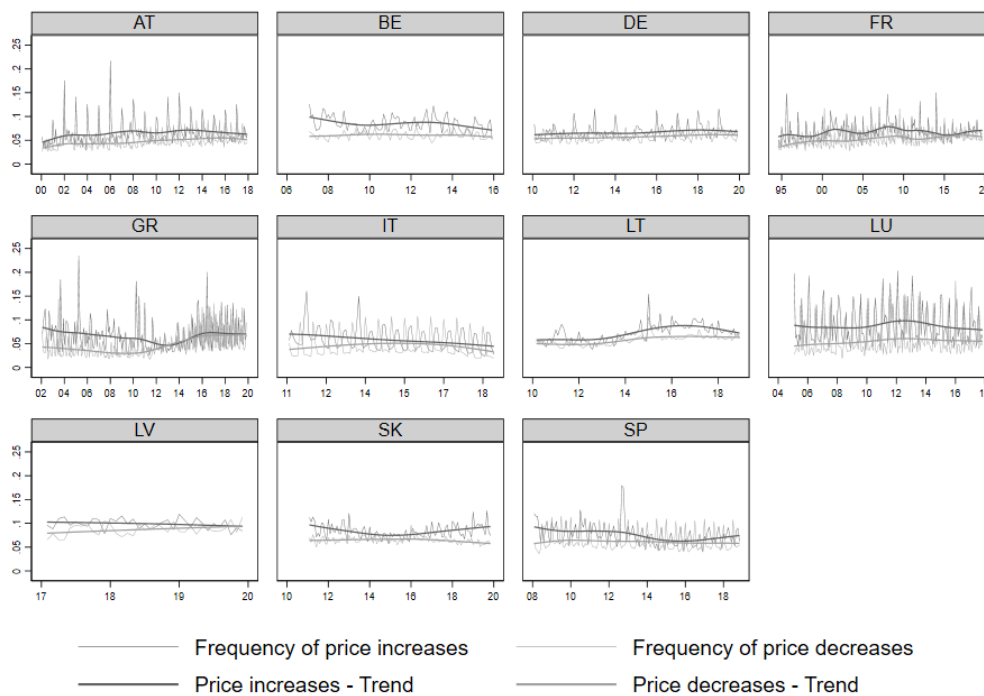 AT BE DE FR
.25
.2
.15
.1
.05
0
00 02 04 06 08 10 12 14 16 18
06 08 10 12 14 16
10 12 14 16 18 20
95 00 05 10 15
GR IT LT LU
.25
.2
.15
.1
.05
0
02 04 06 08 10 12 14 16 18 20
11 12 14 15 17 18
10 12 14 16 18 20
04 06 08 10 12 14 16
LV SK SP
.25
.2
.15
.1
.05
0
17 18 19 20
10 12 14 16 18 20
08 10 12 14 16 18
Frequency of price increases Frequency of price decreases
Price increases - Trend Price decreases - Trend